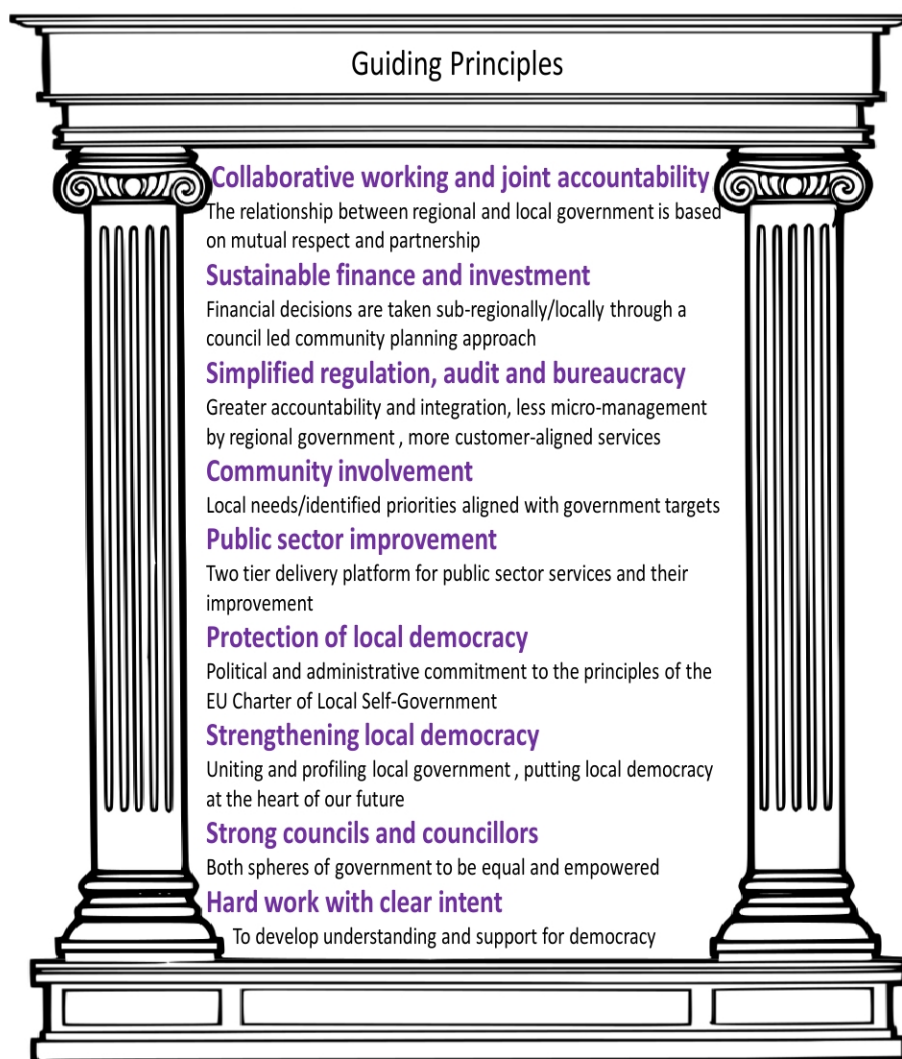 Guiding Principles
Collaborative working and joint accountability
The relationship between regional and local government is based
on mutual respect and partnership
Sustainable finance and investment
Financial decisions are taken sub-regionally/locally through a
council led community planning approach
Simplified regulation, audit and bureaucracy
Greater accountability and integration, less micro-management
by regional government , more customer-aligned services
Community involvement
Local needs/identified priorities aligned with government targets
Public sector improvement
Two tier delivery platform for public sector services and their
improvement
Protection of local democracy
Political and administrative commitment to the principles of the
EU Charter of Local Self-Government
Strengthening local democracy
Uniting and profiling local government , putting local democracy
at the heart of our future
Strong councils and councillors
Both spheres of government to be equal and empowered
Hard work with clear intent
To develop understanding and support for democracy